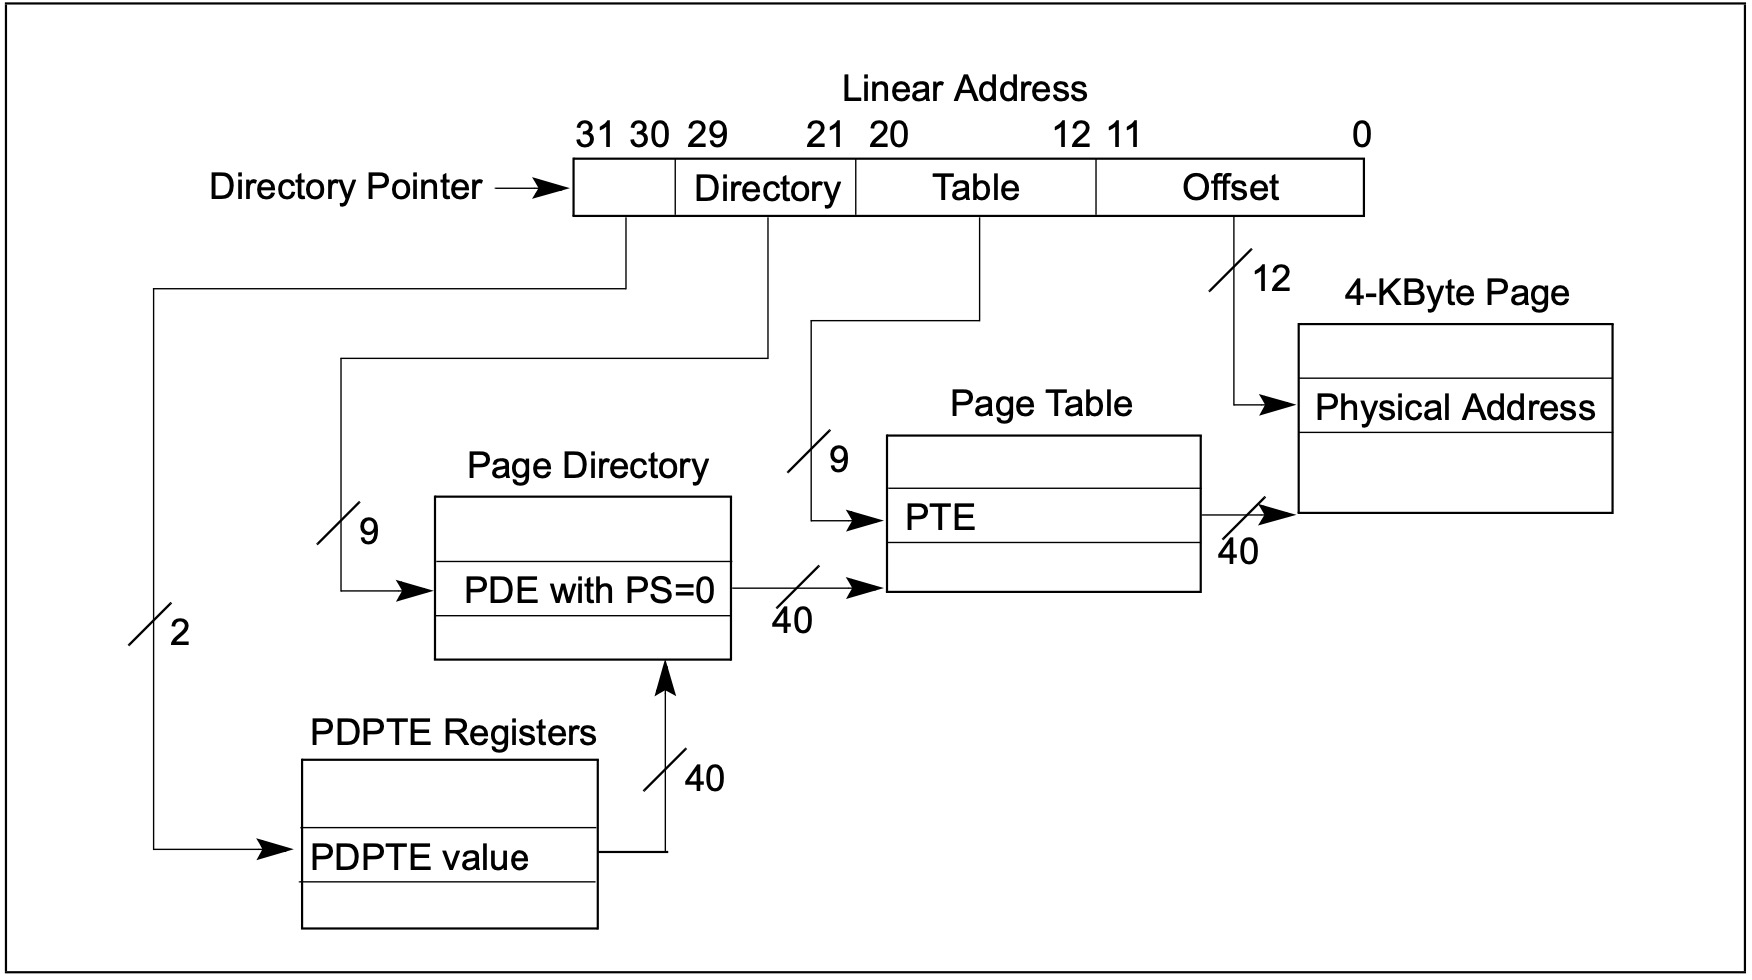 Linear Address
31 30 29 21 20 12 11 0
Directory Pointer Directory Table Offset
12
4-KByte Page
Physical Address
Page Table
9
PTE
40
Page Directory
9
PDE with PS=0
40
2
PDPTE Registers
40
PDPTE value